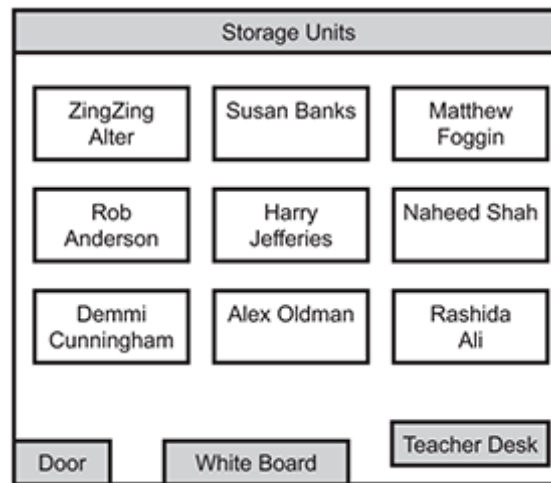 Storage Units
ZingZing
Alter
Susan Banks
Matthew
Foggin
Rob
Anderson
Harry
Jefferies
Naheed Shah
Demmi
Cunningham
Alex Oldman
Rashida
Ali
Teacher Desk
Door
White Board